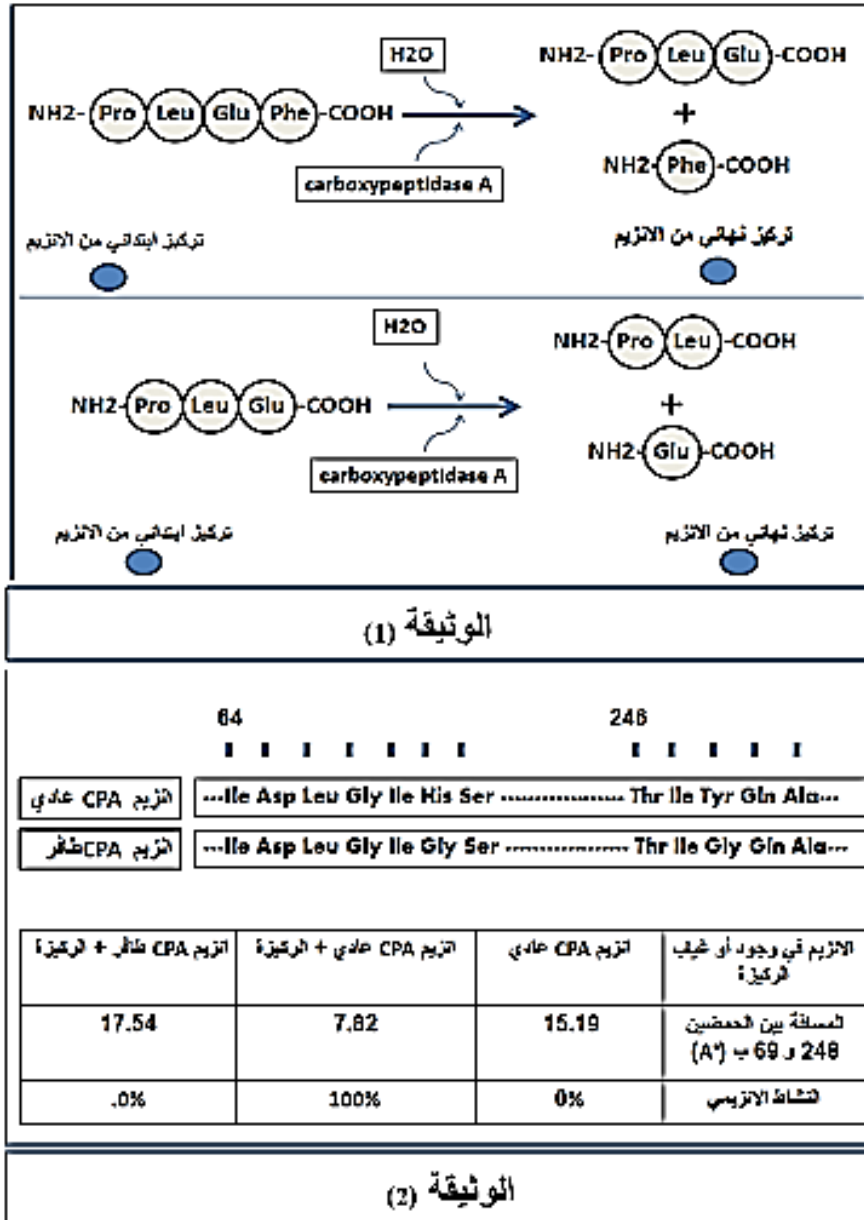 H2O
NH2- Pro Leu Glu -COOH
NH2- Pro Leu Glu Phe -COOH
+
carboxypeptidase A
NH2- Phe -COOH
تركيز ابتدائي من الانزيم
تركيز نهائي من الانزيم
H2O
NH2- Pro Leu -COOH
NH2- Pro Leu Glu -COOH
+
carboxypeptidase A
NH2- Glu -COOH
تركيز ابتدائي من الانزيم
تركيز نهائي من الانزيم
الوثيقة (1)
64 246
انزيم CPA عادي
---Ile Asp Leu Gly Ile His Ser ---------------- Thr Ile Tyr Gln Ala---
انزيم CPA طافر
---Ile Asp Leu Gly Ile Gly Ser ---------------- Thr Ile Gly Gln Ala---
الانزيم في وجود أو غياب الركيزة
انزيم CPA عادي
انزيم CPA عادي + الركيزة
انزيم CPA طافر + الركيزة
المسافة بين الحمضين 248 و 69 ب (A°)
15.19
7.82
17.54
النشاط الانزيمي
0%
100%
.0%
الوثيقة (2)